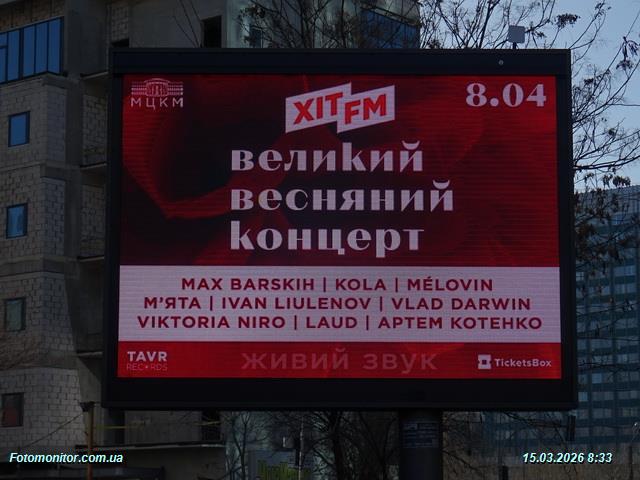 МЦКМ
ХІТ FM
8.04
великий
весняний
концерт
MAX BARSKIH | KOLA | MÉLOVIN
М'ЯТА | IVAN LIULENOV | VLAD DARWIN
VIKTORIA NIRO | LAUD | АРТЕМ КОТЕНКО
TAVR
RECORDS
живий звук
TicketsBox
Fotomonitor.com.ua
15.03.2026 8:33